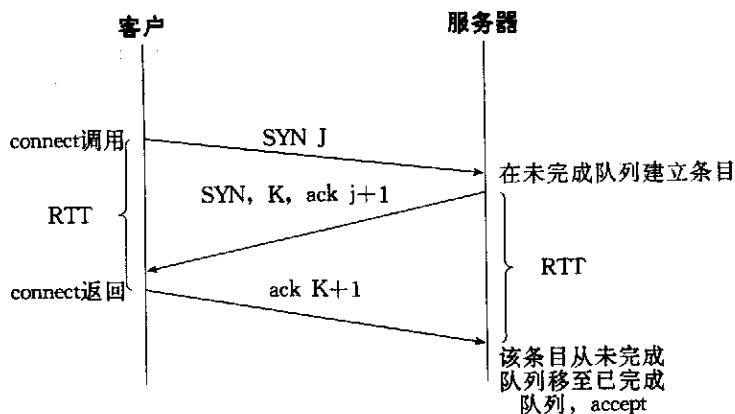 客户
服务器
connect调用
SYN J
在未完成队列建立条目
SYN, K, ack j+1
RTT
RTT
connect返回
ack K+1
该条目从未完成
队列移至已完成
队列, accept